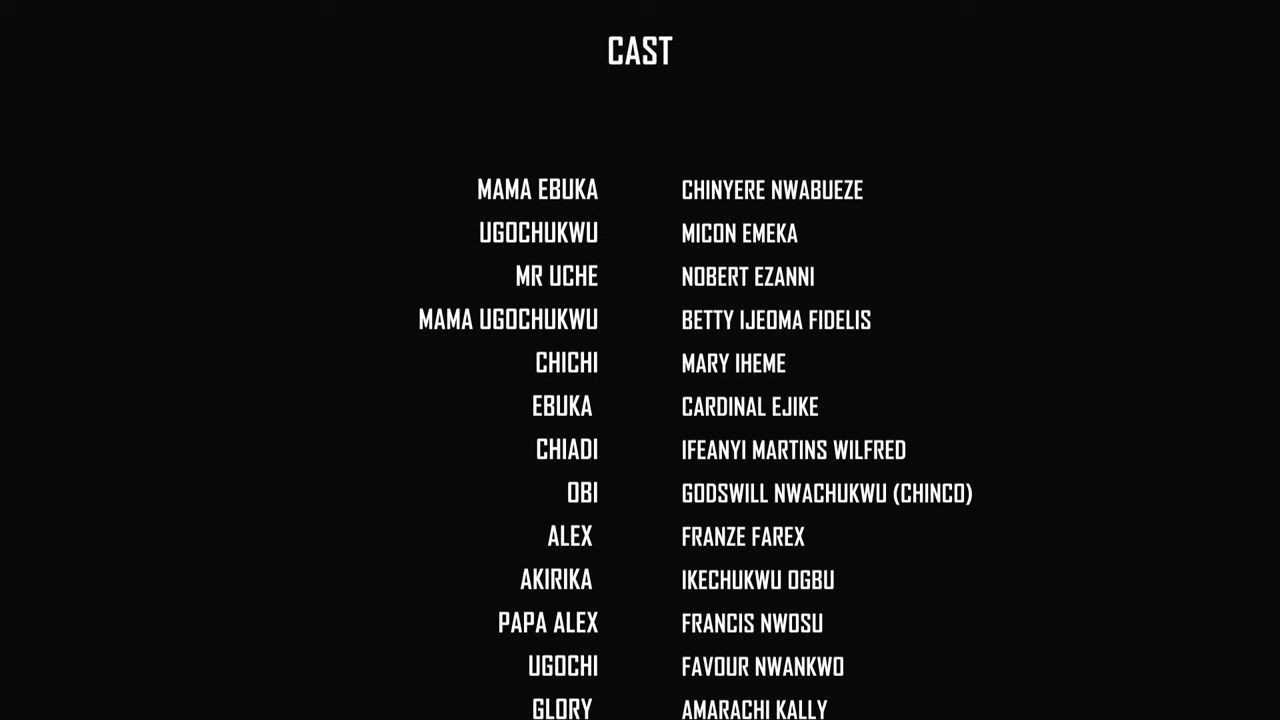 CAST
MAMA EBUKA CHINYERE NWABUEZE
UGOCHUKWU MICON EMEKA
MR UCHE NOBERT EZANNI
MAMA UGOCHUKWU BETTY IJEOMA FIDELIS
CHICHI MARY IHEME
EBUKA CARDINAL EJIKE
CHIADI IFEANYI MARTINS WILFRED
OBI GODSWILL NWACHUKWU (CHINCO)
ALEX FRANZE FAREX
AKIRIKA IKECHUKWU OGBU
PAPA ALEX FRANCIS NWOSU
UGOCHI FAVOUR NWANKWO
GLORY AMARACHI KALLY